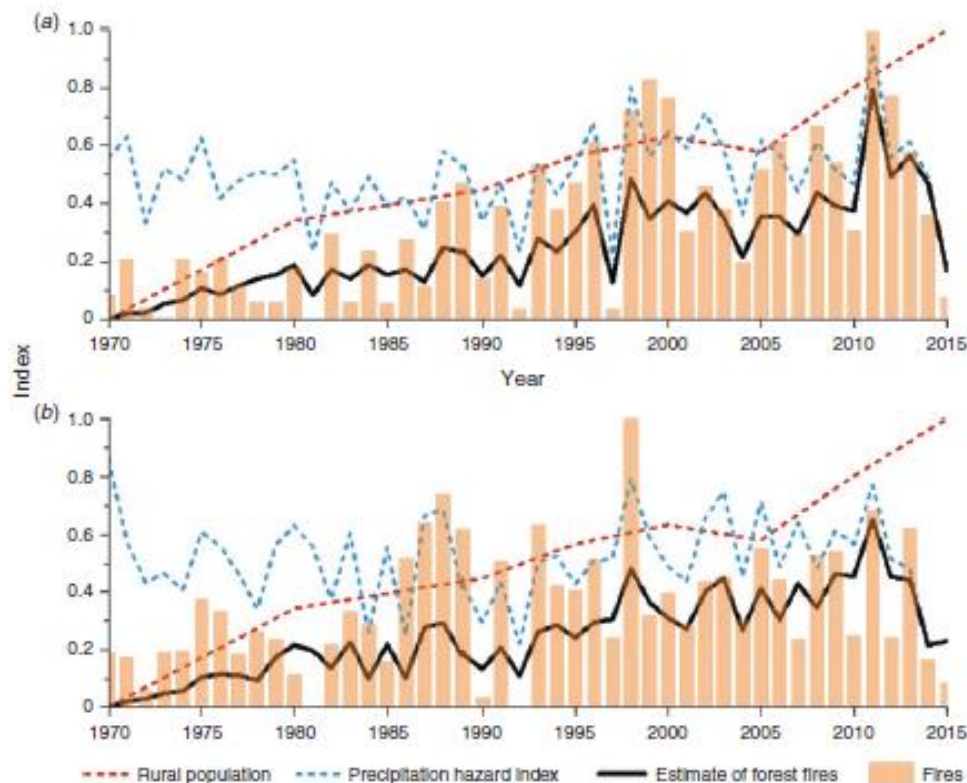 (a)
1.0
0.8
0.6
0.4
0.2
0
1970 1975 1980 1985 1990 1995 2000 2005 2010 2015
Year
Index
(b)
1.0
0.8
0.6
0.4
0.2
0
1970 1975 1980 1985 1990 1995 2000 2005 2010 2015
Rural population Precipitation hazard index Estimate of forest fires Fires